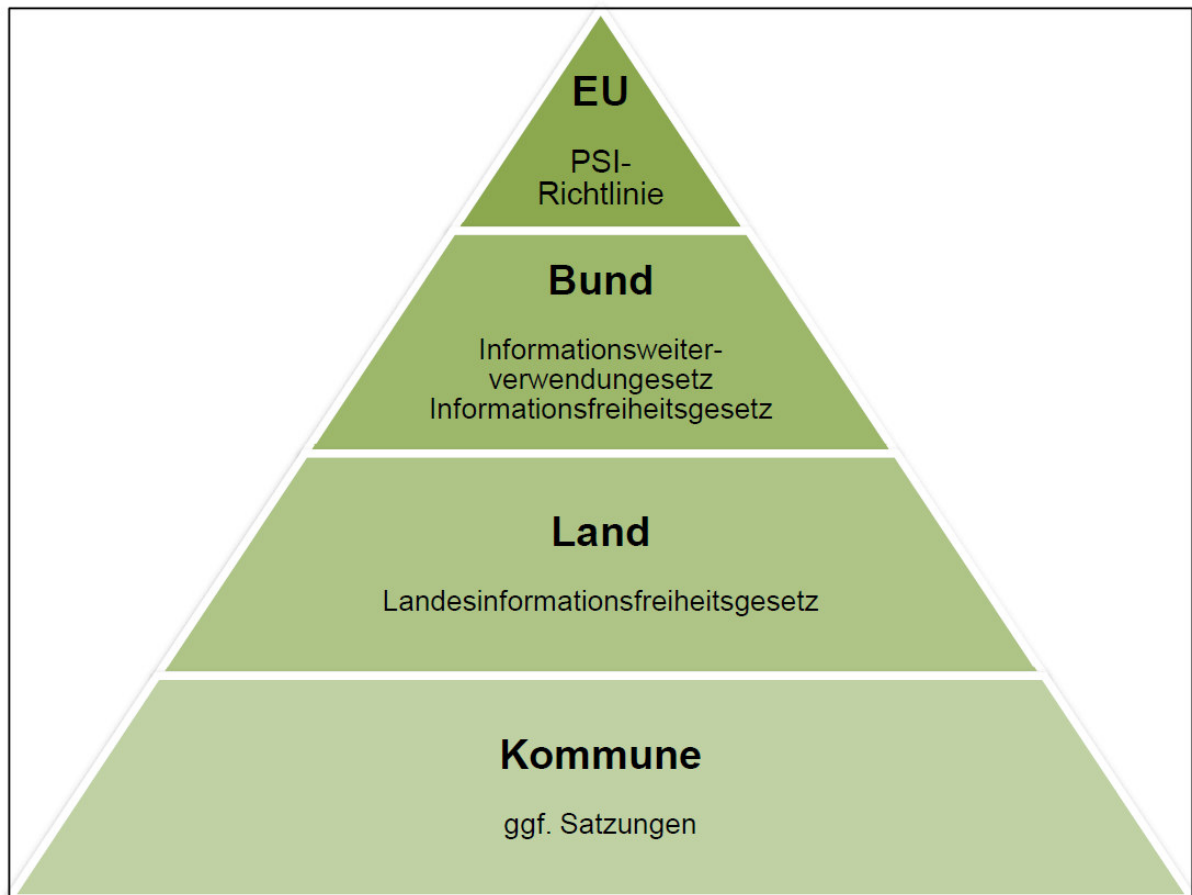 EU
PSI-
Richtlinie
Bund
Informationsweiter-
verwendungesetz
Informationsfreiheitsgesetz
Land
Landesinformationsfreiheitsgesetz
Kommune
ggf. Satzungen